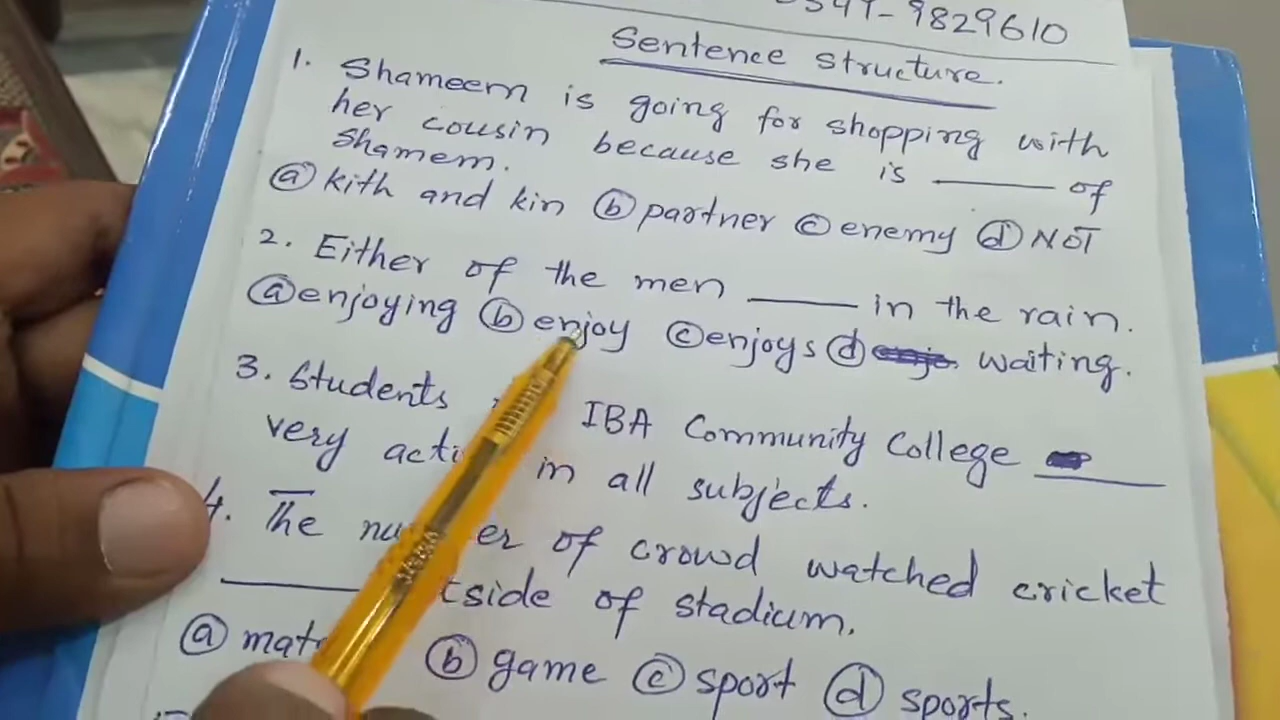 9829610
Sentence Structure.
1. Shameem is going for shopping with
her cousin because she is ______ of
Shamem.
(a) kith and kin (b) partner (c) enemy (d) NOT
2. Either of the men ______ in the rain.
(a) enjoying (b) enjoy (c) enjoys (d) waiting.
3. Students IBA Community College ______
very in all subjects.
4. The of crowd watched cricket
______ of stadium.
(a) (b) game (c) sport (d) sports.